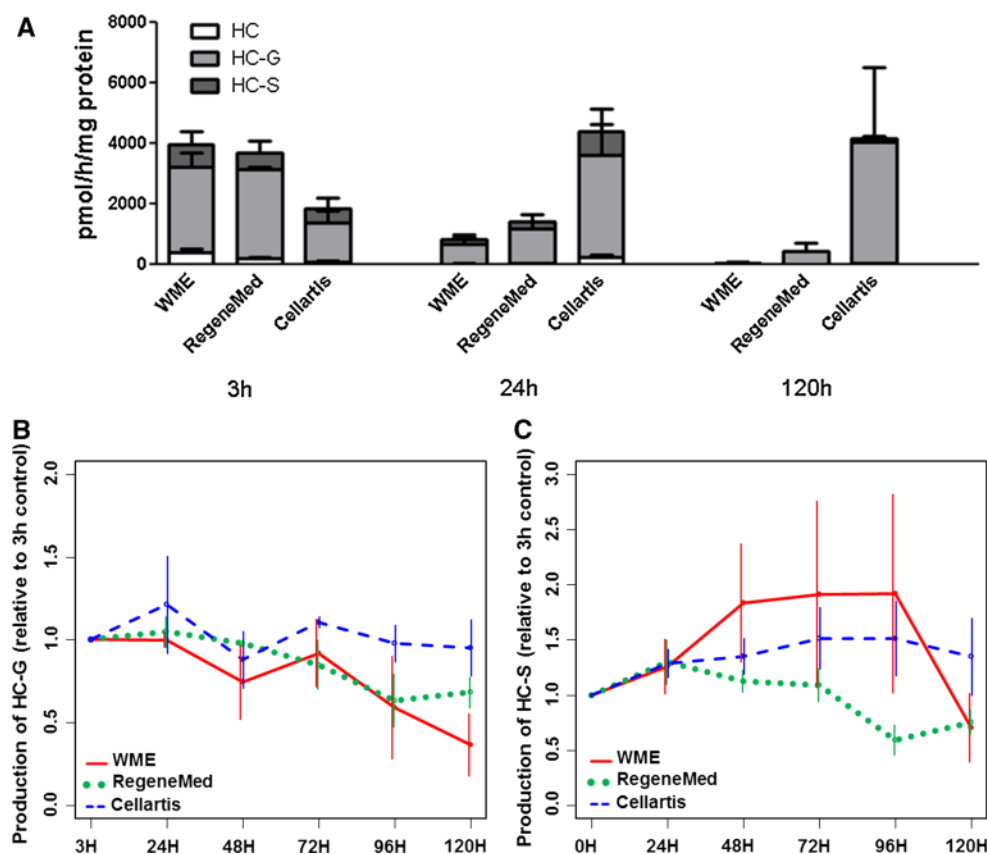 A
pmol/h/mg protein
8000
6000
4000
2000
0
HC
HC-G
HC-S
WME
RegeneMed
Cellartis
WME
RegeneMed
Cellartis
WME
RegeneMed
Cellartis
3h
24h
120h
B
Production of HC-G (relative to 3h control)
2.0
1.5
1.0
0.5
0.0
WME
RegeneMed
Cellartis
3H
24H
48H
72H
96H
120H
C
Production of HC-S (relative to 3h control)
3.0
2.5
2.0
1.5
1.0
0.5
0.0
WME
RegeneMed
Cellartis
0H
24H
48H
72H
96H
120H